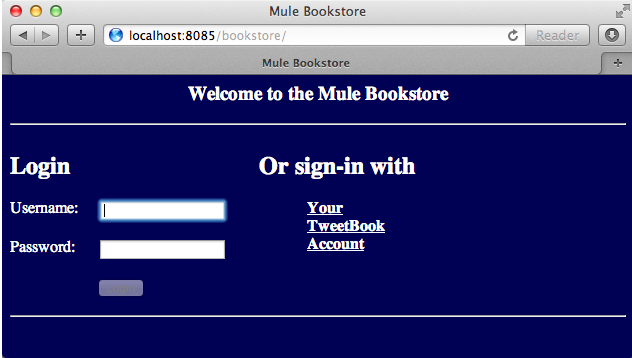 Mule Bookstore
localhost:8085/bookstore/
Reader
Mule Bookstore
Welcome to the Mule Bookstore
Login
Or sign-in with
Username:
Your
TweetBook
Account
Password: